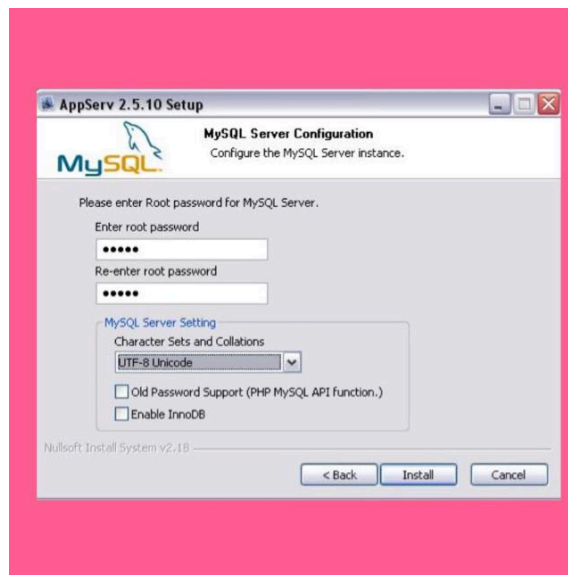 AppServ 2.5.10 Setup
MySQL Server Configuration
Configure the MySQL Server instance.
MySQL
Please enter Root password for MySQL Server.
Enter root password
•••••
Re-enter root password
•••••
MySQL Server Setting
Character Sets and Collations
UTF-8 Unicode
Old Password Support (PHP MySQL API function.)
Enable InnoDB
Nullsoft Install System v2.18
< Back Install Cancel